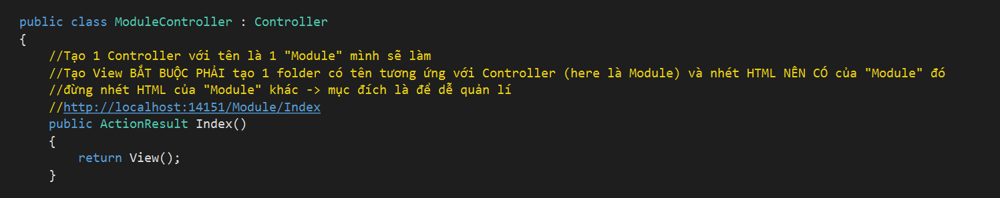 public class ModuleController : Controller
{
//Tạo 1 Controller với tên là 1 "Module" mình sẽ làm
//Tạo View BẮT BUỘC PHẢI tạo 1 folder có tên tương ứng với Controller (here là Module) và nhét HTML NÊN CÓ của "Module" đó
//đừng nhét HTML của "Module" khác -> mục đích là để dễ quản lí
//http://localhost:14151/Module/Index
public ActionResult Index()
{
return View();
}